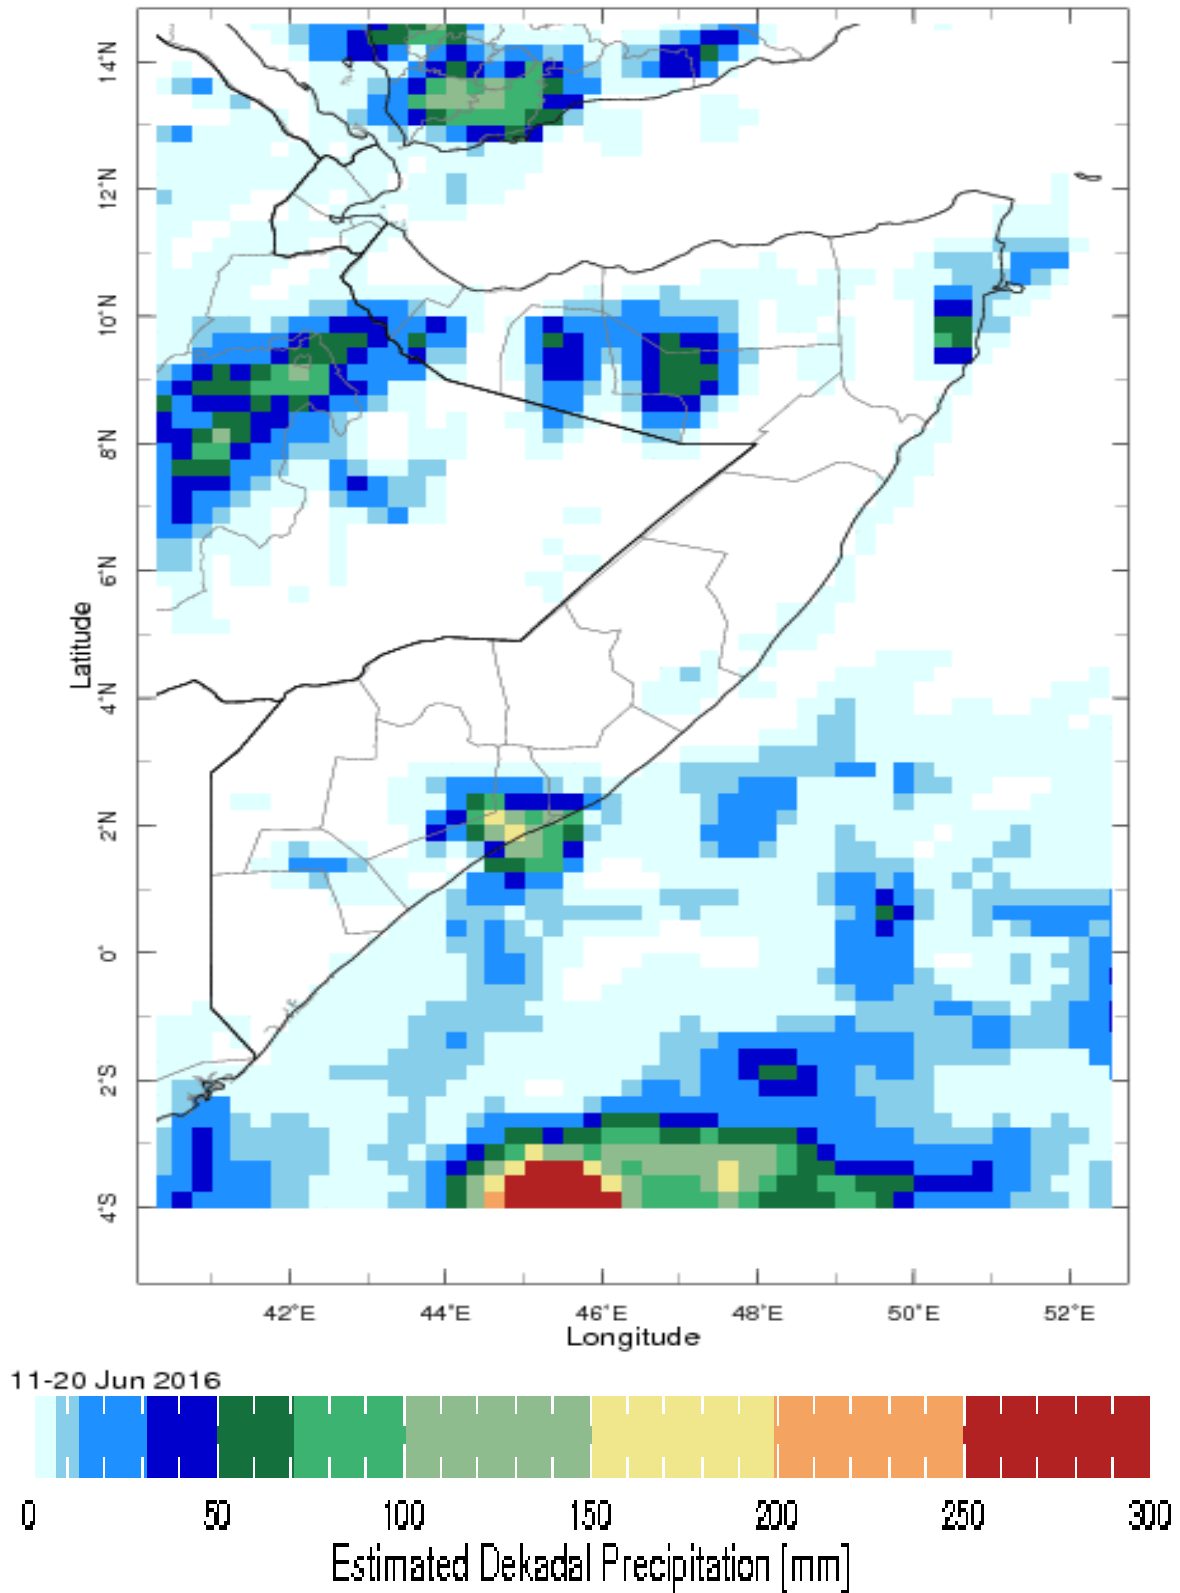 14°N
12°N
10°N
8°N
6°N
4°N
2°N
0°
2°S
4°S
Latitude
42°E 44°E 46°E 48°E 50°E 52°E
Longitude
11-20 Jun 2016
0 50 100 150 200 250 300
Estimated Dekadal Precipitation [mm]